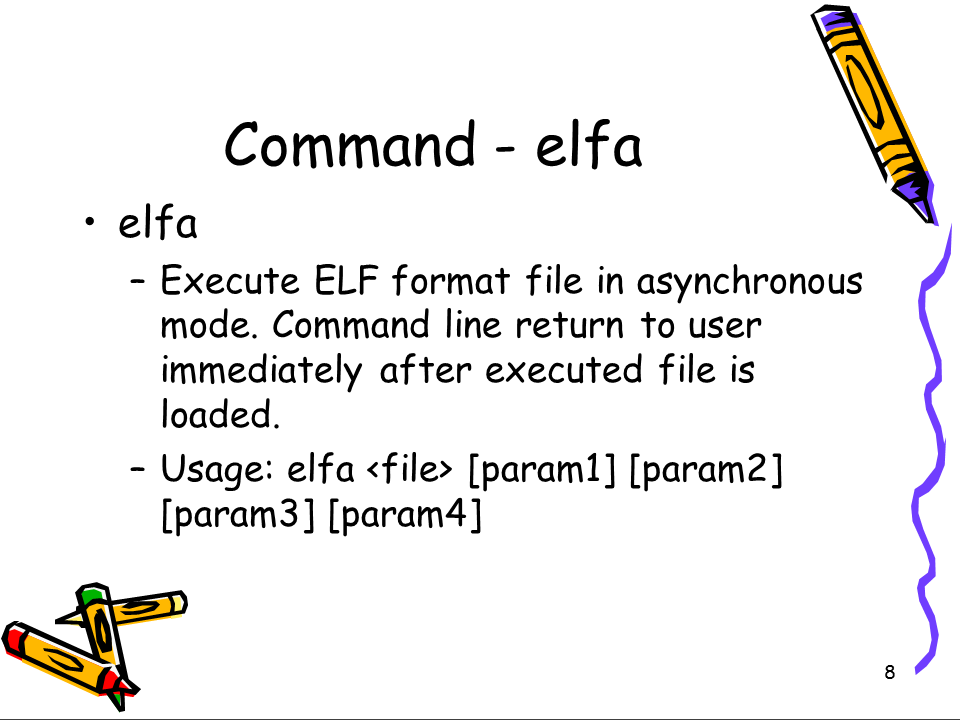 Command - elfa
• elfa
– Execute ELF format file in asynchronous
mode. Command line return to user
immediately after executed file is
loaded.
– Usage: elfa <file> [param1] [param2]
[param3] [param4]
8